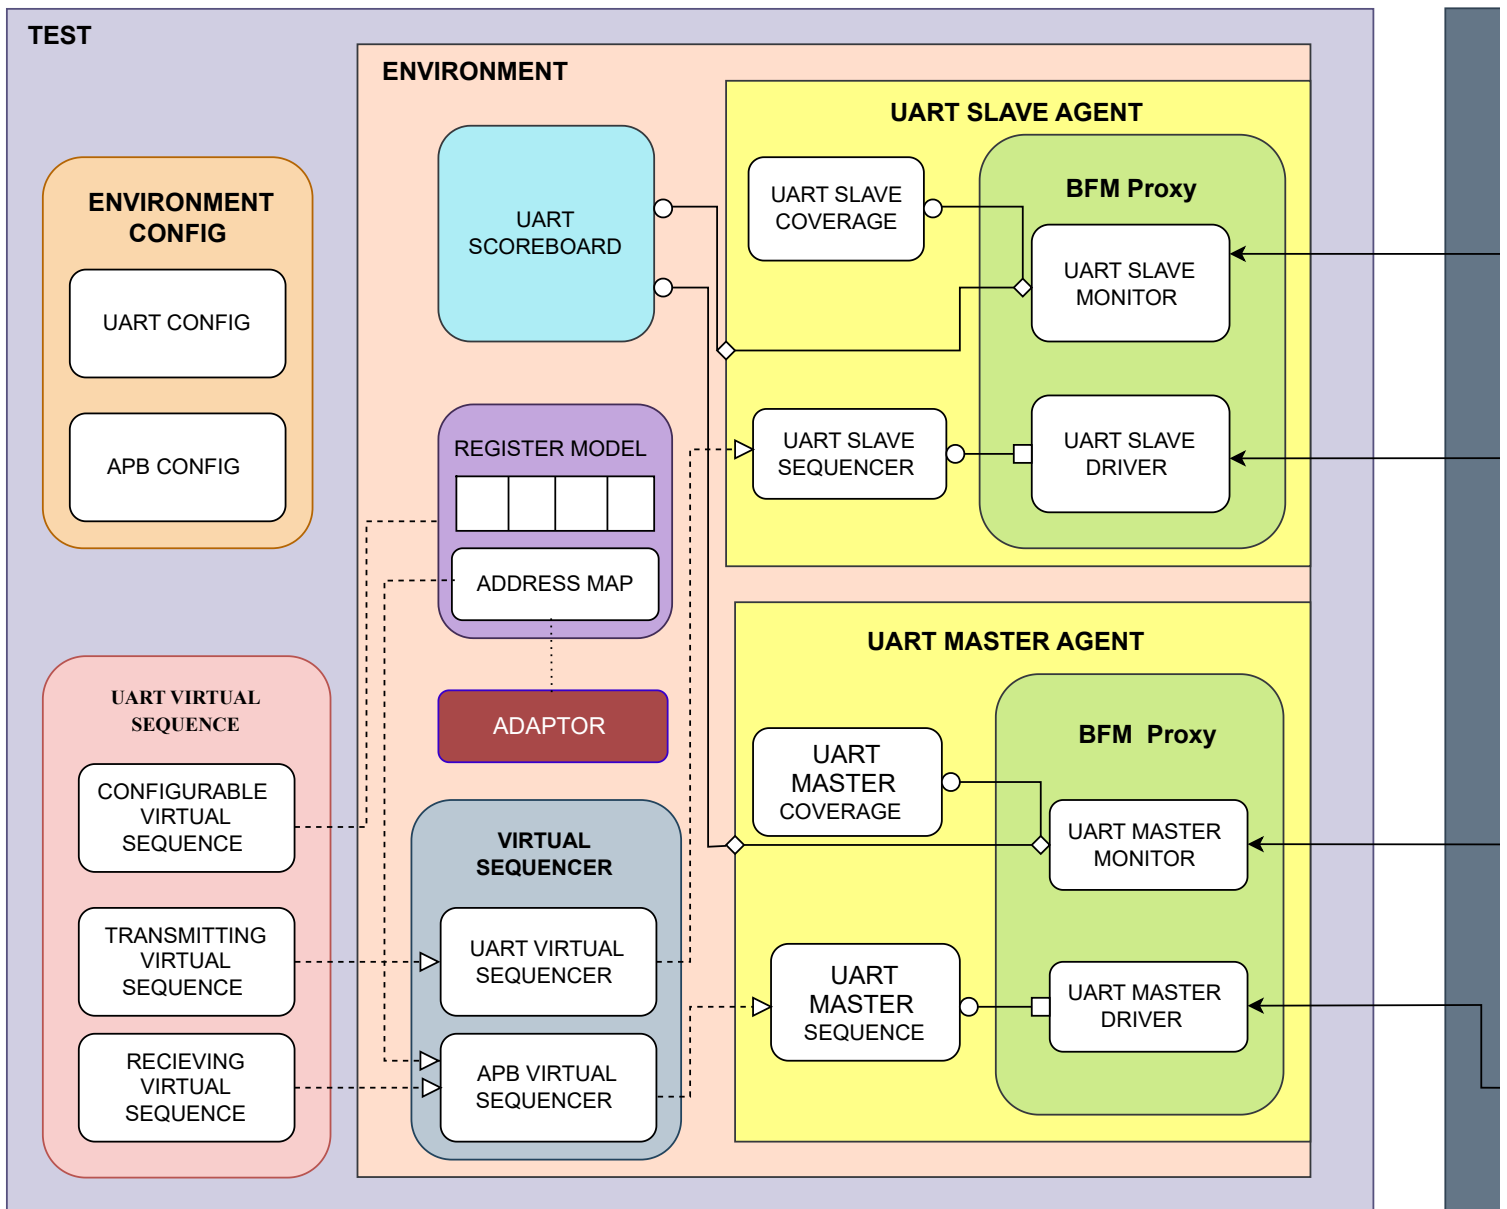 TEST
ENVIRONMENT
CONFIG
UART CONFIG
APB CONFIG
UART VIRTUAL
SEQUENCE
CONFIGURABLE
VIRTUAL
SEQUENCE
TRANSMITTING
VIRTUAL
SEQUENCE
RECIEVING
VIRTUAL
SEQUENCE
ENVIRONMENT
UART
SCOREBOARD
REGISTER MODEL
ADDRESS MAP
ADAPTOR
VIRTUAL
SEQUENCER
UART VIRTUAL
SEQUENCER
APB VIRTUAL
SEQUENCER
UART SLAVE AGENT
UART SLAVE
COVERAGE
BFM Proxy
UART SLAVE
MONITOR
UART SLAVE
SEQUENCER
UART SLAVE
DRIVER
UART MASTER AGENT
UART
MASTER
COVERAGE
BFM  Proxy
UART MASTER
MONITOR
UART
MASTER
SEQUENCE
UART MASTER
DRIVER